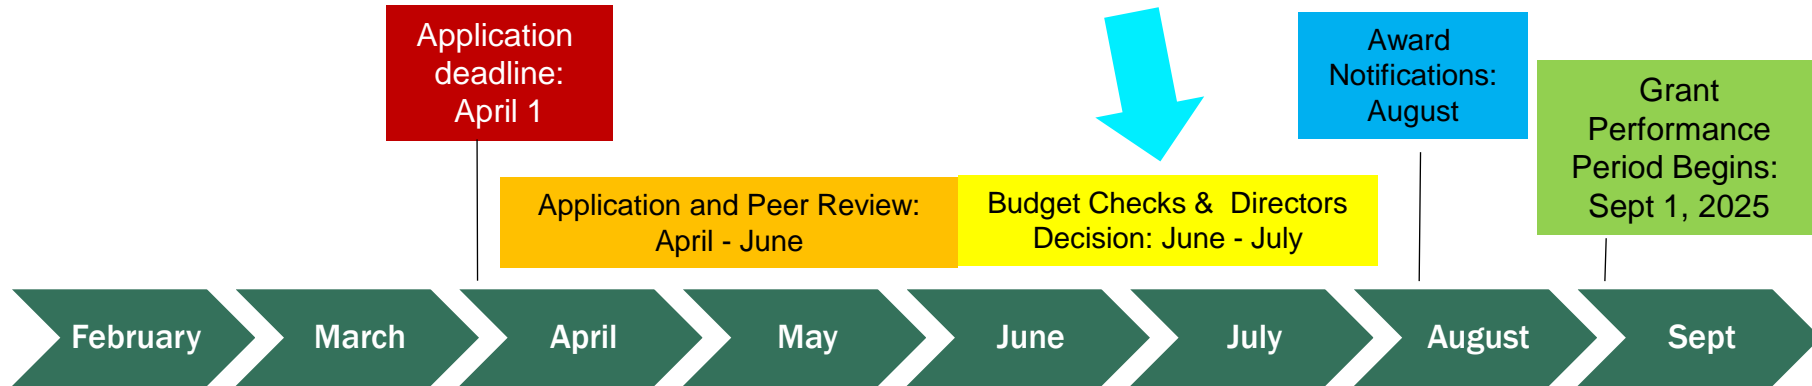 Application
deadline:
April 1
Award
Notifications:
August
Grant
Performance
Period Begins:
Sept 1, 2025
Application and Peer Review:
April - June
Budget Checks & Directors
Decision: June - July
February
March
April
May
June
July
August
Sept